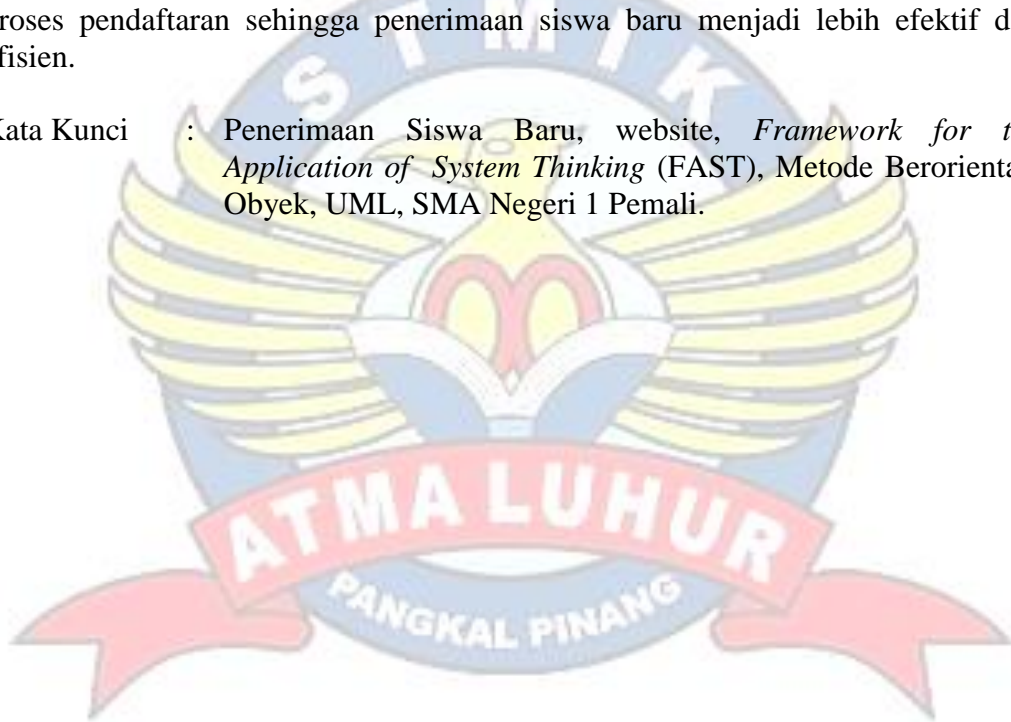 roses pendaftaran sehingga penerimaan siswa baru menjadi lebih efektif d
fisien.
STMIK
Kata Kunci : Penerimaan Siswa Baru, website, Framework for t
Application of System Thinking (FAST), Metode Berorienta
Obyek, UML, SMA Negeri 1 Pemali.
ATMA LUHUR
PANGKAL PINANG